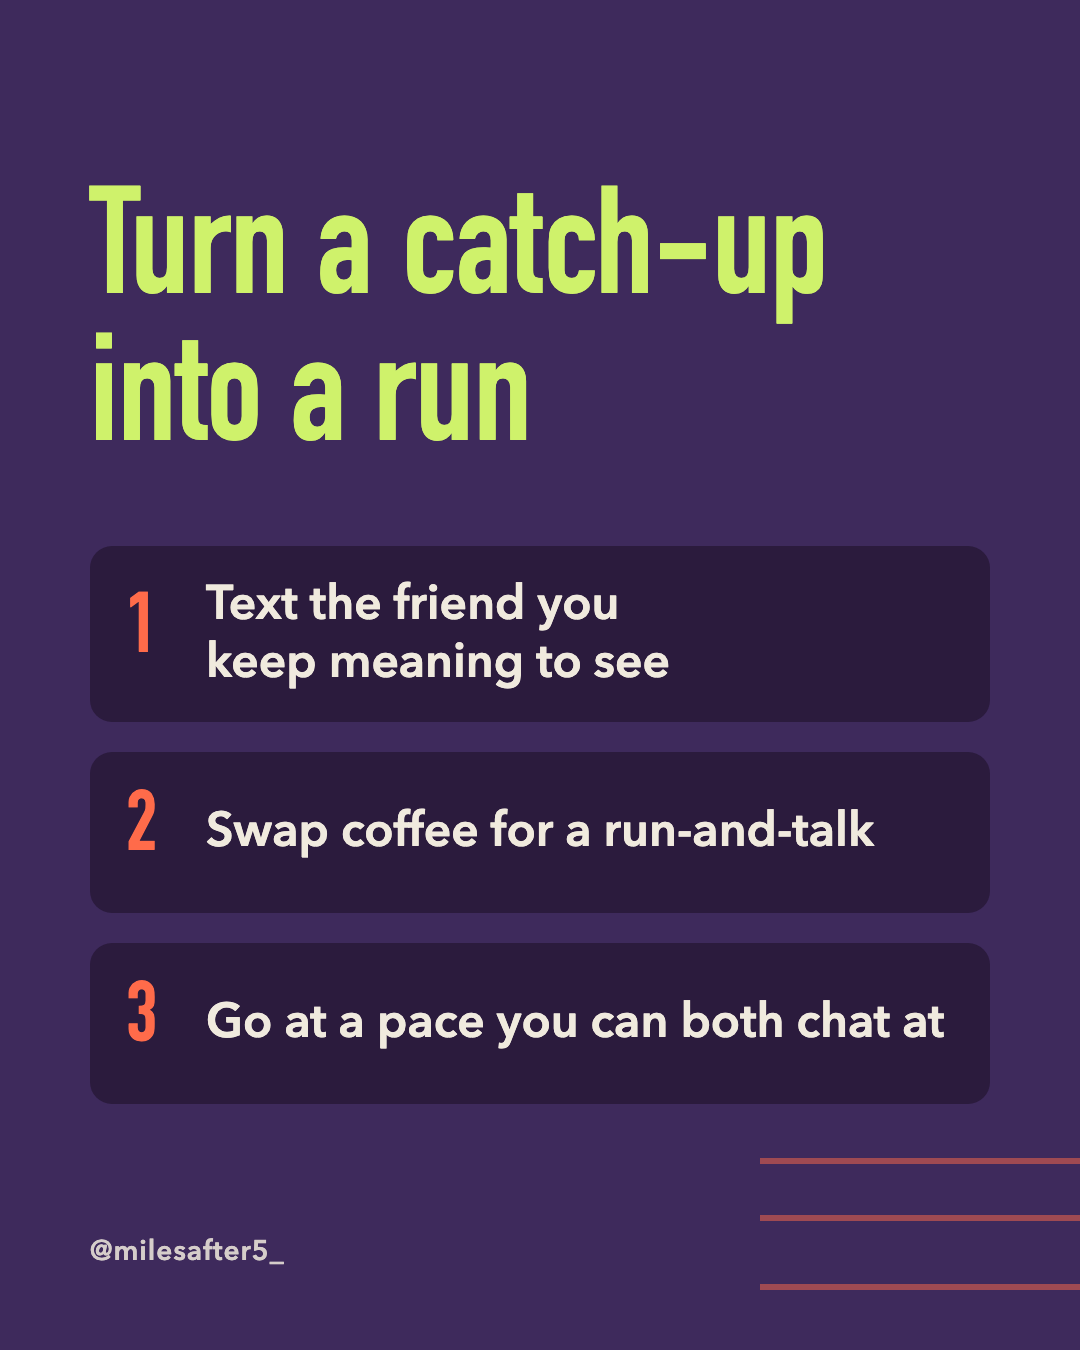 Turn a catch-up
into a run
1
Text the friend you
keep meaning to see
2
Swap coffee for a run-and-talk
3
Go at a pace you can both chat at
@milesafter5_